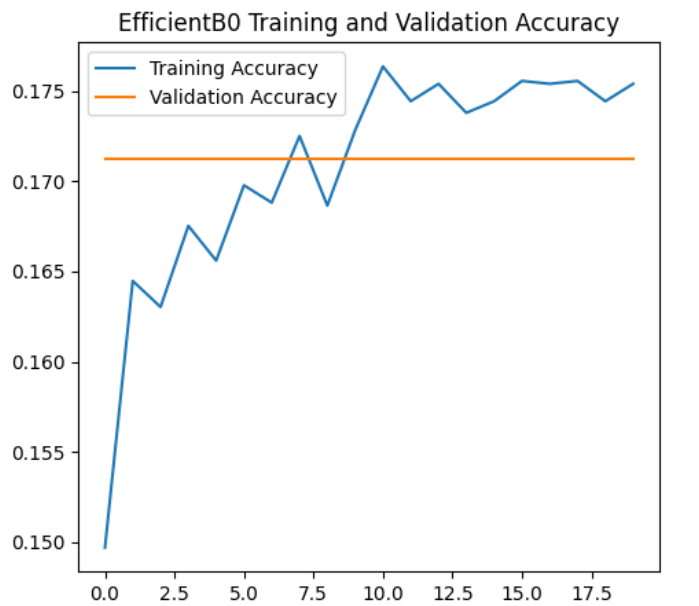 EfficientB0 Training and Validation Accuracy
Training Accuracy
Validation Accuracy
0.175
0.170
0.165
0.160
0.155
0.150
0.0 2.5 5.0 7.5 10.0 12.5 15.0 17.5